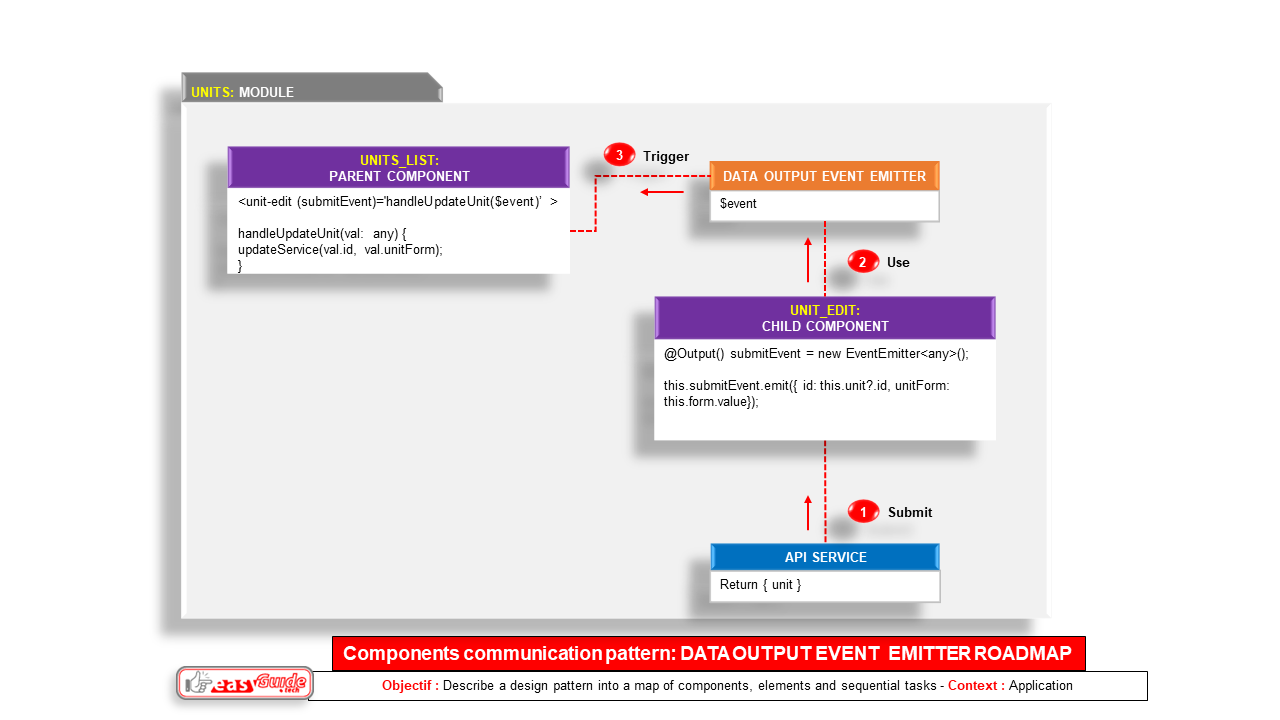 UNITS: MODULE
UNITS_LIST:
PARENT COMPONENT
<unit-edit (submitEvent)='handleUpdateUnit($event)’ >
handleUpdateUnit(val: any) {
updateService(val.id, val.unitForm);
}
3 Trigger
DATA OUTPUT EVENT EMITTER
$event
2 Use
UNIT_EDIT:
CHILD COMPONENT
@Output() submitEvent = new EventEmitter<any>();
this.submitEvent.emit({ id: this.unit?.id, unitForm:
this.form.value});
1 Submit
API SERVICE
Return { unit }
Components communication pattern: DATA OUTPUT EVENT EMITTER ROADMAP
easyGuide.tech
Objectif : Describe a design pattern into a map of components, elements and sequential tasks - Context : Application